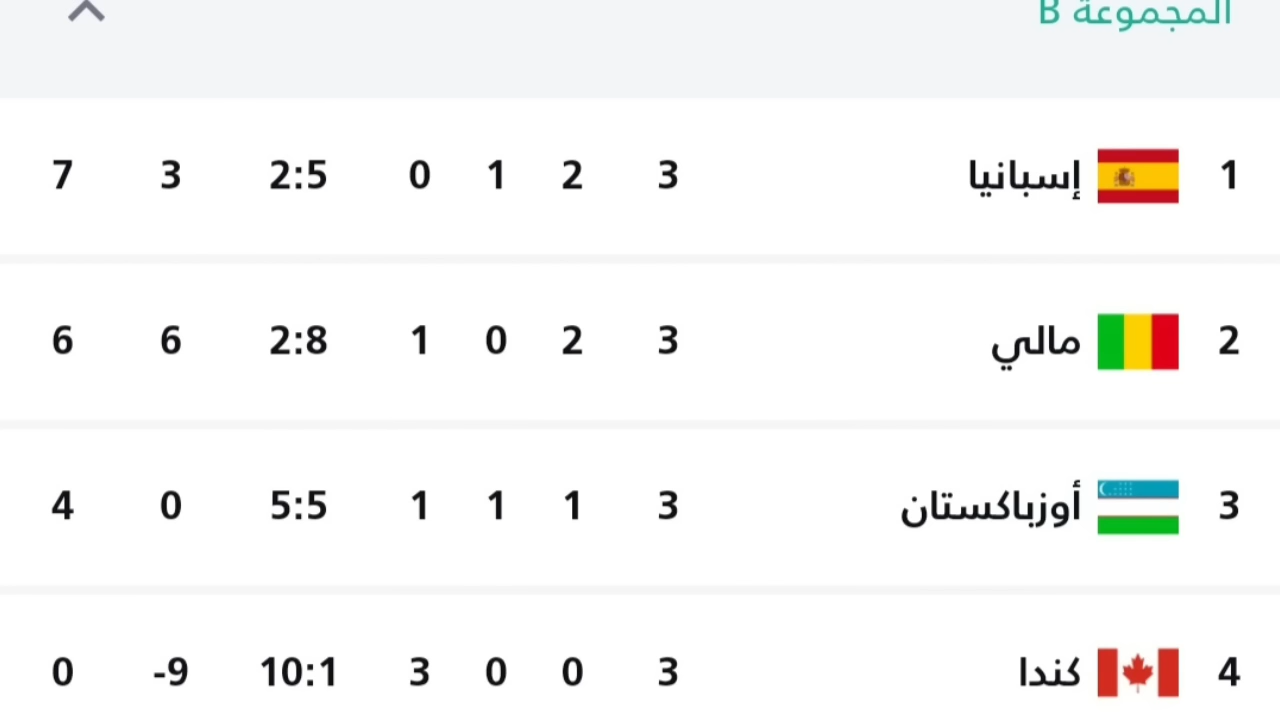 المجموعة B
1 إسبانيا 3 2 1 0 2:5 3 7
2 مالي 3 2 0 1 2:8 6 6
3 أوزباكستان 3 1 1 1 5:5 0 4
4 كندا 3 0 0 3 10:1 -9 0